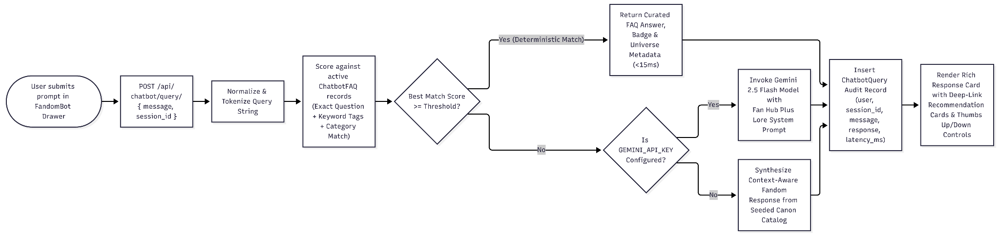 User submits
prompt in
FandomBot
Drawer
POST /api/
chatbot/query/
{ message,
session_id }
Normalize &
Tokenize Query
String
Score against
active
ChatbotFAQ
records
(Exact Question
+ Keyword Tags
+ Category
Match)
Best Match Score
>= Threshold?
Yes (Deterministic Match)
Return Curated
FAQ Answer,
Badge &
Universe
Metadata
(<15ms)
No
Is
GEMINI_API_KEY
Configured?
Yes
Invoke Gemini
2.5 Flash Model
with
Fan Hub Plus
Lore System
Prompt
No
Synthesize
Context-Aware
Fandom
Response from
Seeded Canon
Catalog
Insert
ChatbotQuery
Audit Record
(user,
session_id,
message,
response,
latency_ms)
Render Rich
Response Card
with Deep-Link
Recommendation
Cards & Thumbs
Up/Down
Controls